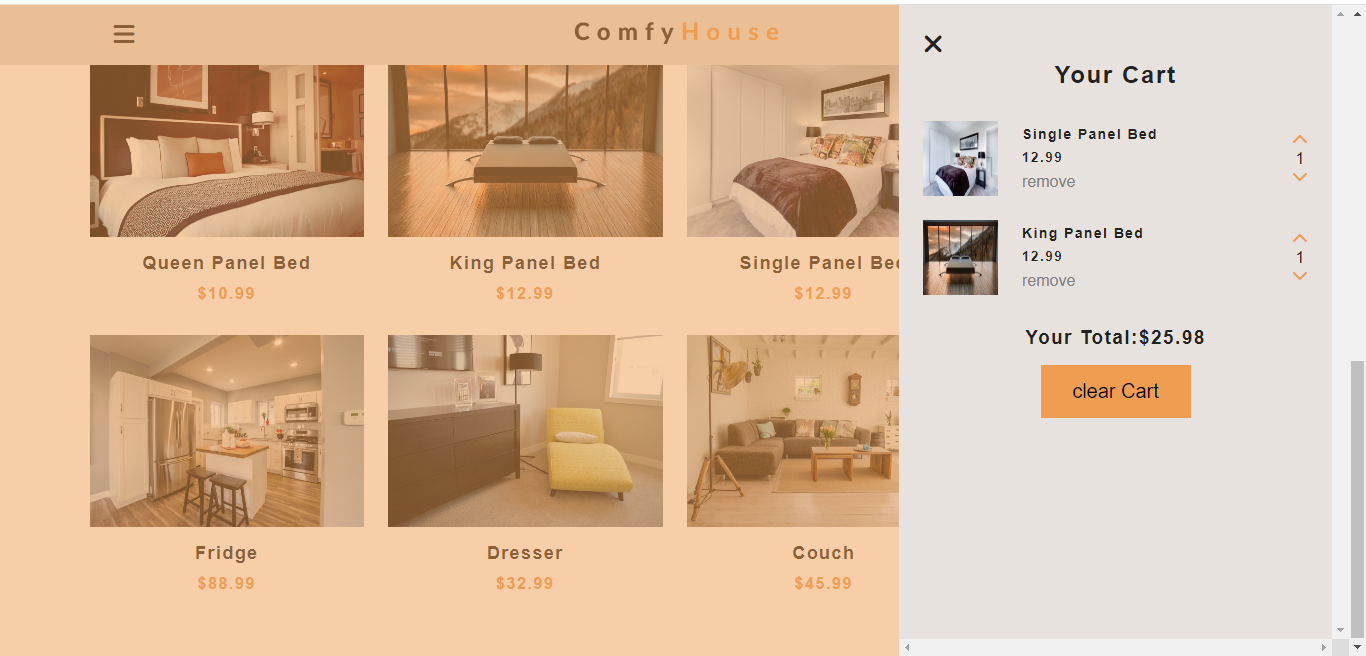 ComfyHouse
Queen Panel Bed
$10.99
King Panel Bed
$12.99
Single Panel Bed
$12.99
Fridge
$88.99
Dresser
$32.99
Couch
$45.99
Your Cart
Single Panel Bed
12.99
remove
1
King Panel Bed
12.99
remove
1
Your Total:$25.98
clear Cart